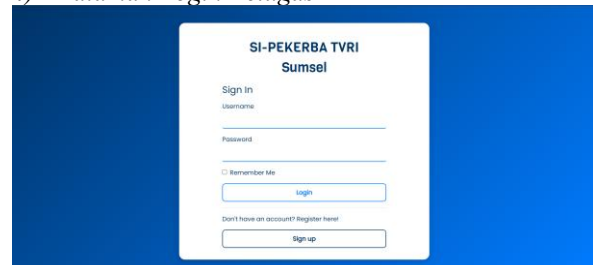 SI-PEKERBA TVRI
Sumsel
Sign In
Username
Password
Remember Me
Login
Don't have an account? Register here!
Sign up